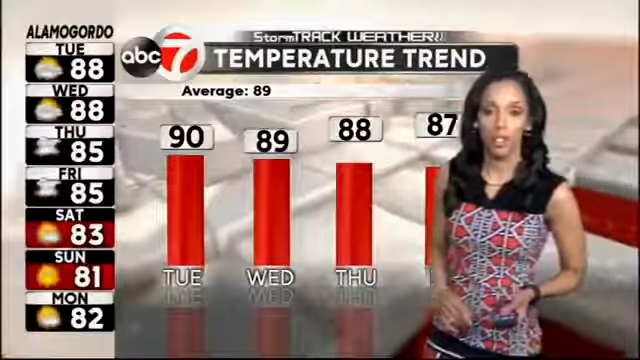 ALAMOGORDO
TUE
88
WED
88
THU
85
FRI
85
SAT
83
SUN
81
MON
82
abc 7
StormTRACK WEATHER
TEMPERATURE TREND
Average: 89
90
89
88
87
TUE
WED
THU